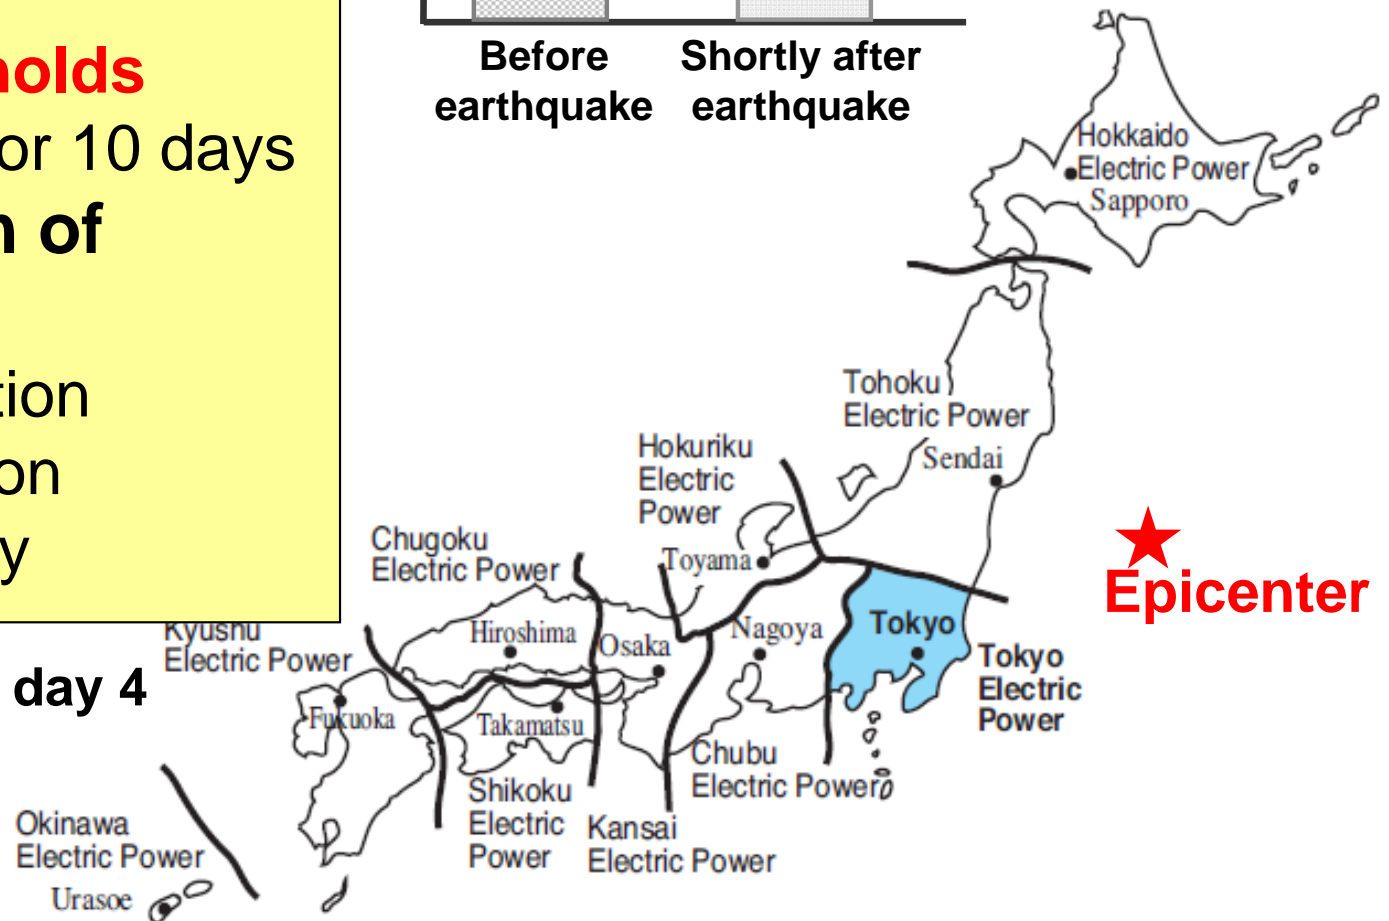 nolds
or 10 days
n of
tion
on
y
day 4
Before
earthquake
Shortly after
earthquake
Hokkaido
Electric Power
Sapporo
Tohoku
Electric Power
Sendai
Hokuriku
Electric
Power
Toyama
Chugoku
Electric Power
Epicenter
Kyushu
Electric Power
Hiroshima
Osaka
Nagoya
Tokyo
Tokyo
Electric
Power
Fukuoka
Takamatsu
Chubu
Electric Power
Shikoku
Electric
Power
Kansai
Electric Power
Okinawa
Electric Power
Urasoe